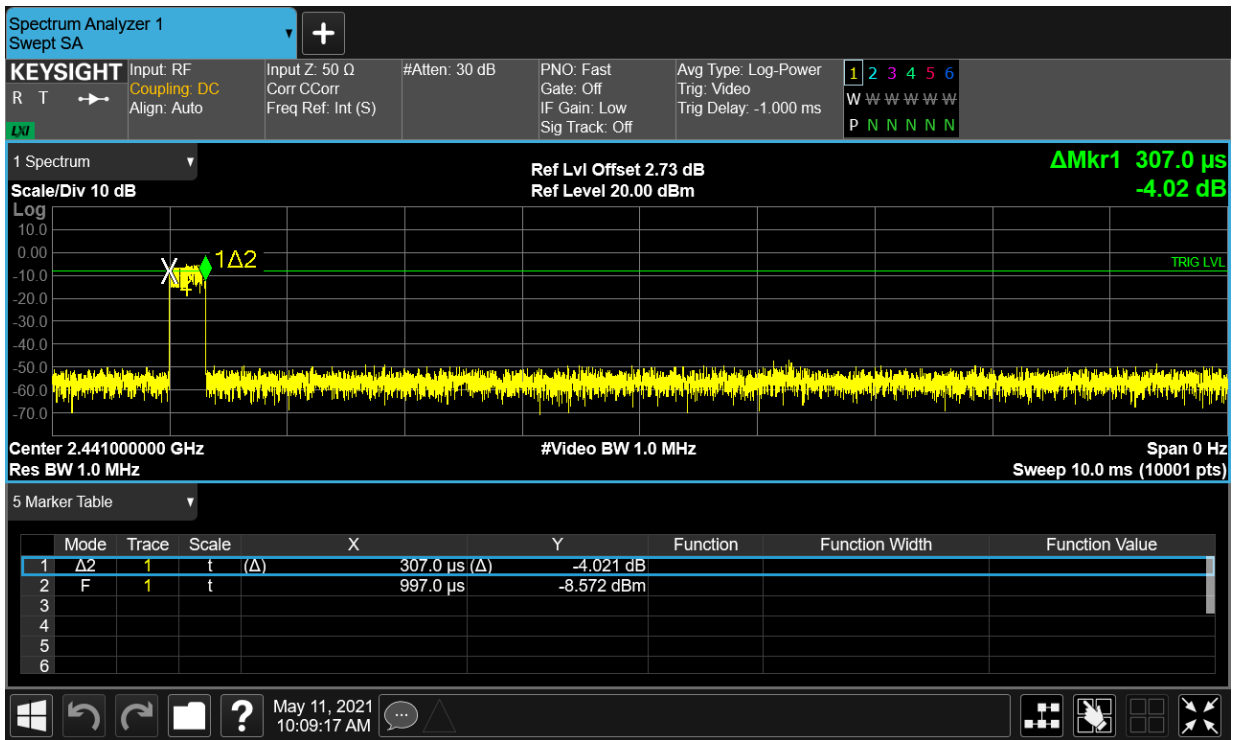 Spectrum Analyzer 1
Swept SA
+
KEYSIGHT Input: RF Input Z: 50 Ω #Atten: 30 dB PNO: Fast Avg Type: Log-Power 1 2 3 4 5 6
R T Coupling: DC Corr CCorr Gate: Off Trig: Video W W W W W W
Align: Auto Freq Ref: Int (S) IF Gain: Low Trig Delay: -1.000 ms
LXI Sig Track: Off P N N N N N
1 Spectrum Ref Lvl Offset 2.73 dB ΔMkr1 307.0 µs
Scale/Div 10 dB Ref Level 20.00 dBm -4.02 dB
Log
10.0
0.00 1Δ2 TRIG LVL
-10.0
-20.0
-30.0
-40.0
-50.0
-60.0
-70.0
Center 2.441000000 GHz #Video BW 1.0 MHz Span 0 Hz
Res BW 1.0 MHz Sweep 10.0 ms (10001 pts)
5 Marker Table
Mode Trace Scale X Y Function Function Width Function Value
1 Δ2 1 t (Δ) 307.0 µs (Δ) -4.021 dB
2 F 1 t 997.0 µs -8.572 dBm
3
4
5
6
? May 11, 2021
10:09:17 AM